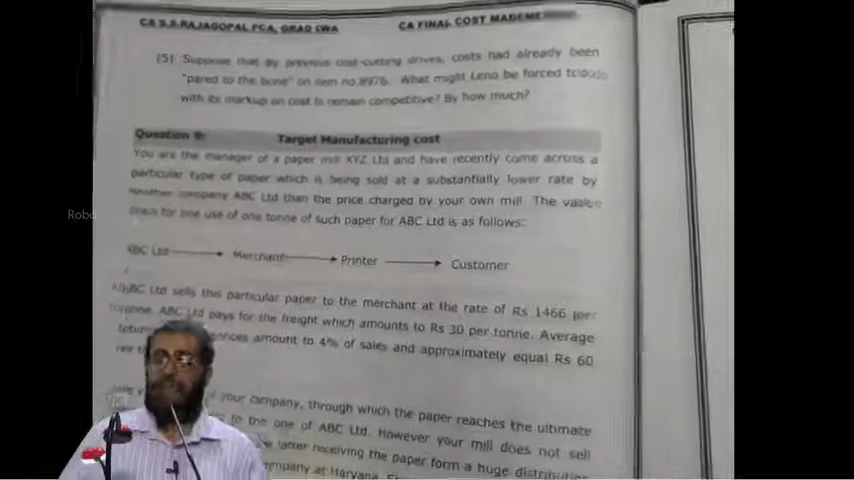 CA S.S.RAJAGOPAL FCA, GRAD CWA
CA FINAL COST MADE
(5) Suppose that by previous cost-cutting drives, costs had already been
"pared to the bone" on item no.8976. What might Leno be forced to do
with its markup on cost to remain competitive? By how much?
Question 9:
Target Manufacturing cost
You are the manager of a paper mill XYZ Ltd and have recently come across a
particular type of paper which is being sold at a substantially lower rate by
another company ABC Ltd than the price charged by your own mill. The value
chain for one use of one tonne of such paper for ABC Ltd is as follows:
ABC Ltd Merchant Printer Customer
ABC Ltd sells this particular paper to the merchant at the rate of Rs 1466 per
tonne. ABC Ltd pays for the freight which amounts to Rs 30 per tonne. Average
amount to 4% of sales and approximately equal Rs 60
of your company, through which the paper reaches the ultimate
to the one of ABC Ltd. However your mill does not sell
latter receiving the paper form a huge distribution
company at Haryana.
Robo